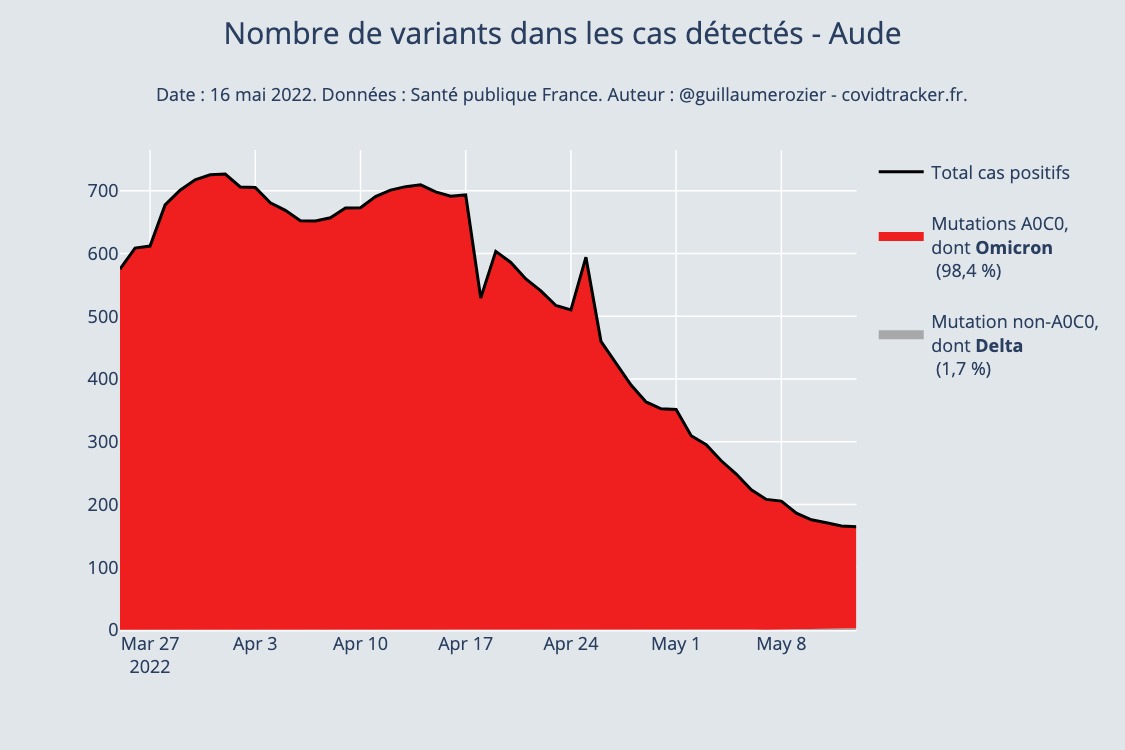 Nombre de variants dans les cas détectés - Aude
Date : 16 mai 2022. Données : Santé publique France. Auteur : @guillaumerozier - covidtracker.fr.
700
600
500
400
300
200
100
0
Mar 27
2022
Apr 3
Apr 10
Apr 17
Apr 24
May 1
May 8
Total cas positifs
Mutations A0C0,
dont Omicron
(98,4 %)
Mutation non-A0C0,
dont Delta
(1,7 %)